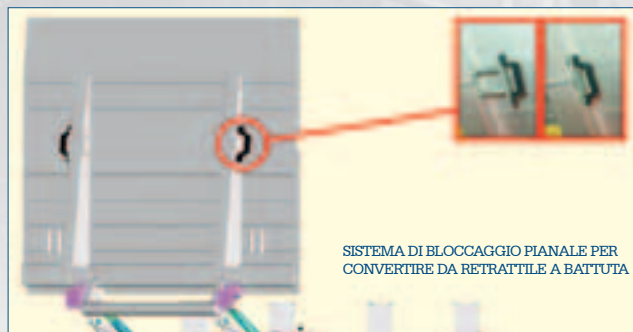 SISTEMA DI BLOCCAGGIO PIANALE PER
CONVERTIRE DA RETRATTILE A BATTUTA